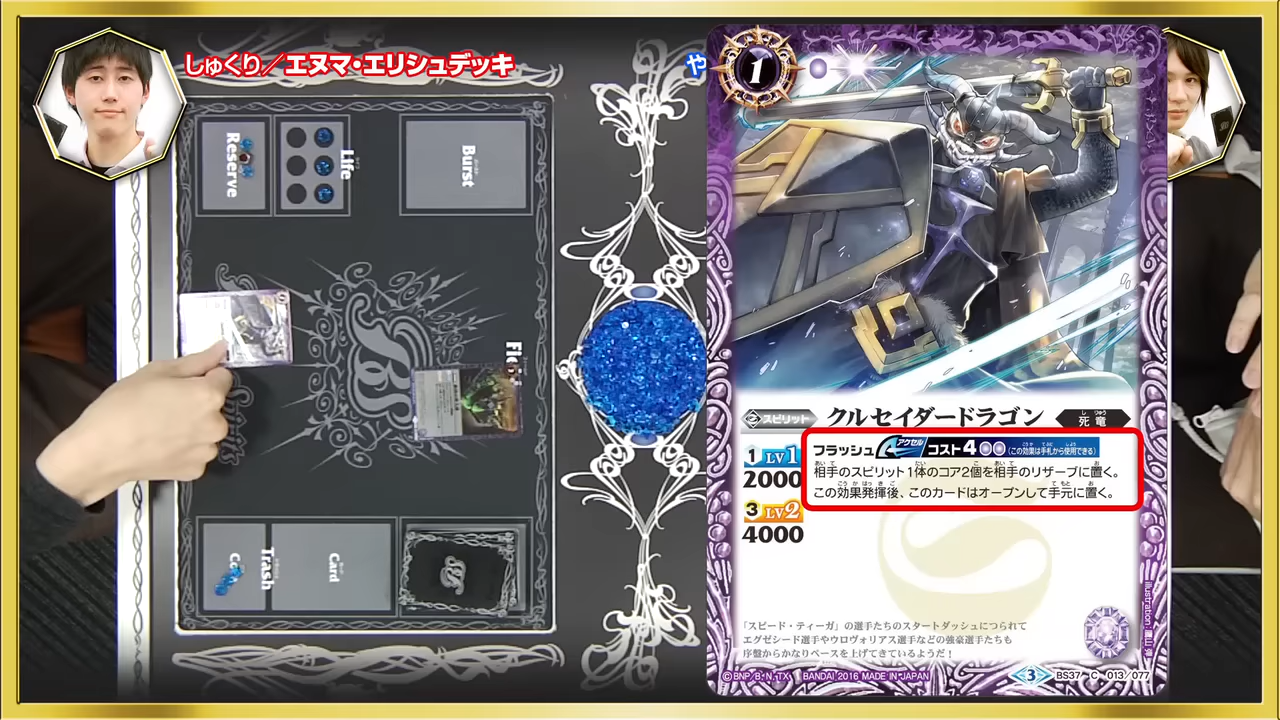 しゅくり／エヌマ・エリシュデッキ
や
Reserve
Life
Burst
Trash
Card
1
スピリット
クルセイダードラゴン
死竜
しりゅう
フラッシュ アクセル コスト4 (この効果は手札から使用できる)
相手のスピリット1体のコア2個を相手のリザーブに置く。
この効果発揮後、このカードはオープンして手元に置く。
1 LV1
2000
3 LV2
4000
「スピード・ティーガ」の選手たちのスタートダッシュにつられて
エグゼシード選手やウロヴォリアス選手などの強豪選手たちも
序盤からかなりペースを上げてきているようだ！
©BNP/B, N, TX BANDAI 2016 MADE IN JAPAN
3
BS37 C 013/077